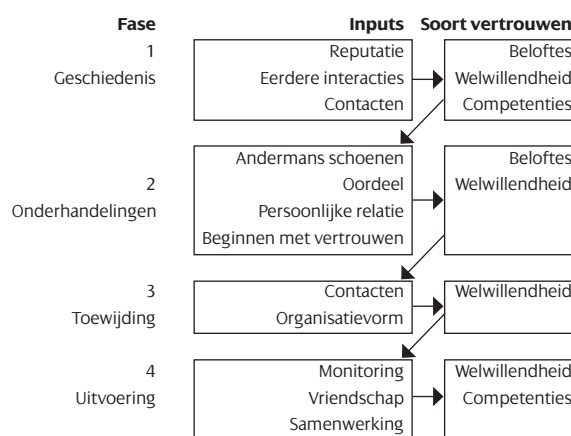 Fase Inputs Soort vertrouwen
1 Reputatie Beloftes
Geschiedenis Eerdere interacties Welwillendheid
Contacten Competenties
Andermans schoenen Beloftes
2 Oordeel Welwillendheid
Onderhandelingen Persoonlijke relatie
Beginnen met vertrouwen
3 Contacten Welwillendheid
Toewijding Organisatievorm
4 Monitoring Welwillendheid
Uitvoering Vriendschap Competenties
Samenwerking